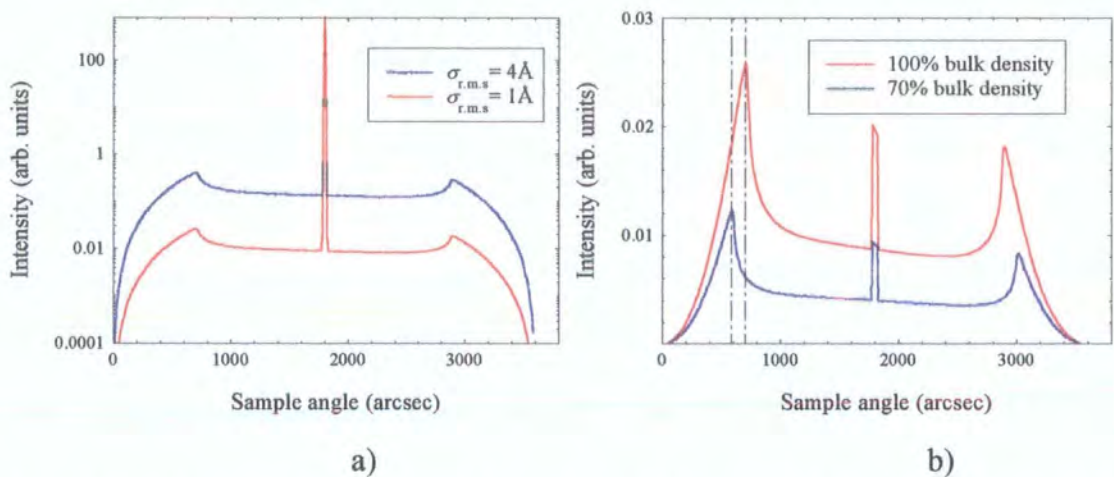 100
1
0.01
0.0001
0
1000
2000
3000
Intensity (arb. units)
Sample angle (arcsec)
σr.m.s = 4Å
σr.m.s = 1Å
a)
0.03
0.02
0.01
0
1000
2000
3000
Intensity (arb. units)
Sample angle (arcsec)
100% bulk density
70% bulk density
b)